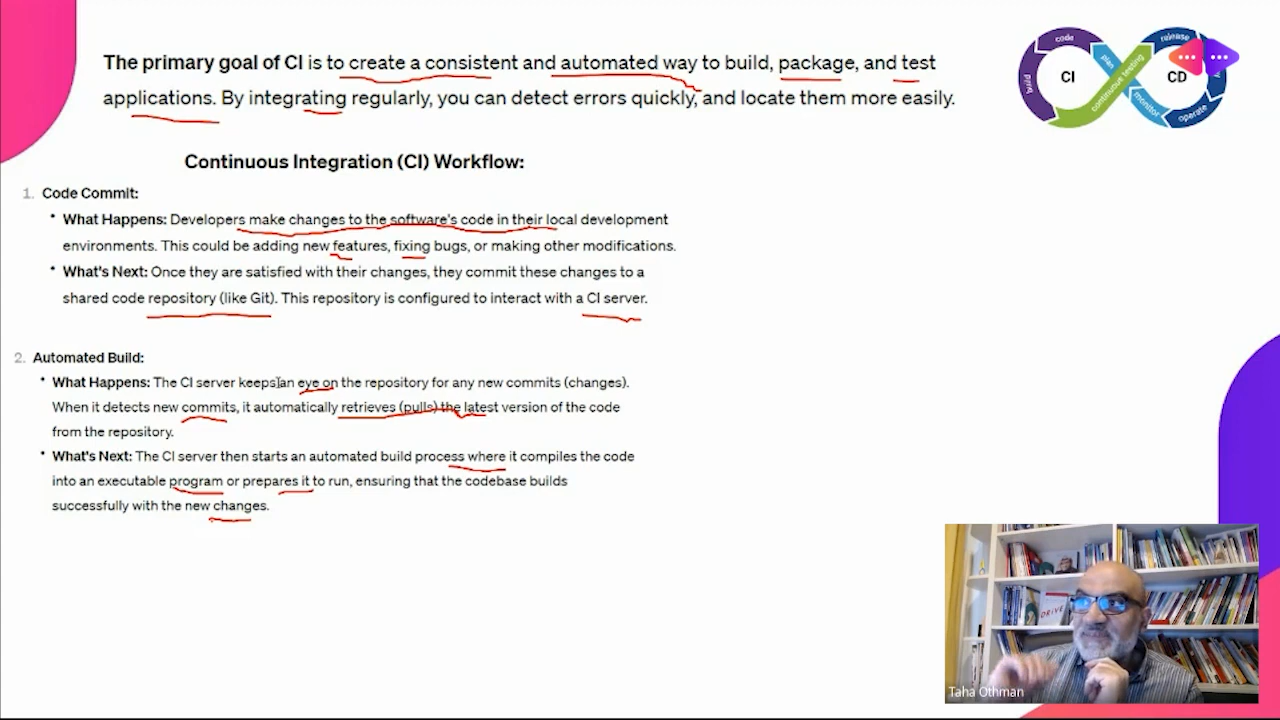 The primary goal of CI is to create a consistent and automated way to build, package, and test
applications. By integrating regularly, you can detect errors quickly, and locate them more easily.
code
build
CI
plan
continuous testing
release
CD
monitor
operate
Continuous Integration (CI) Workflow:
1. Code Commit:
• What Happens: Developers make changes to the software's code in their local development
environments. This could be adding new features, fixing bugs, or making other modifications.
• What's Next: Once they are satisfied with their changes, they commit these changes to a
shared code repository (like Git). This repository is configured to interact with a CI server.
2. Automated Build:
• What Happens: The CI server keeps an eye on the repository for any new commits (changes).
When it detects new commits, it automatically retrieves (pulls) the latest version of the code
from the repository.
• What's Next: The CI server then starts an automated build process where it compiles the code
into an executable program or prepares it to run, ensuring that the codebase builds
successfully with the new changes.
DRIVE
Taha Othman